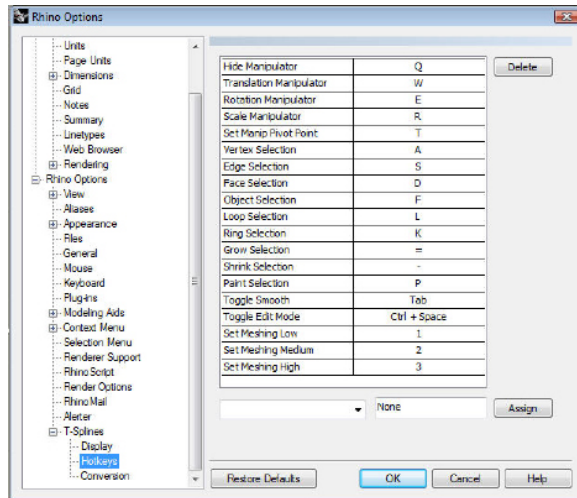 Rhino Options
Units
Page Units
Dimensions
Grid
Notes
Summary
Linetypes
Web Browser
Rendering
Rhino Options
View
Aliases
Appearance
Files
General
Mouse
Keyboard
Plug-ins
Modeling Aids
Context Menu
Selection Menu
Renderer Support
RhinoScript
Render Options
RhinoMail
Alerter
T-Splines
Display
Hotkeys
Conversion
Hide Manipulator Q
Translation Manipulator W
Rotation Manipulator E
Scale Manipulator R
Set Manip Pivot Point T
Vertex Selection A
Edge Selection S
Face Selection D
Object Selection F
Loop Selection L
Ring Selection K
Grow Selection =
Shrink Selection -
Paint Selection P
Toggle Smooth Tab
Toggle Edit Mode Ctrl + Space
Set Meshing Low 1
Set Meshing Medium 2
Set Meshing High 3
Delete
None
Assign
Restore Defaults
OK
Cancel
Help